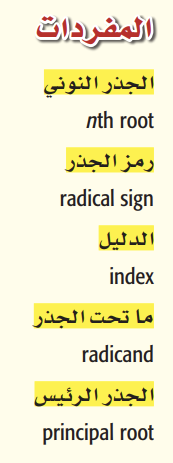 المفردات
الجذر النوني
nth root
رمز الجذر
radical sign
الدليل
index
ما تحت الجذر
radicand
الجذر الرئيس
principal root